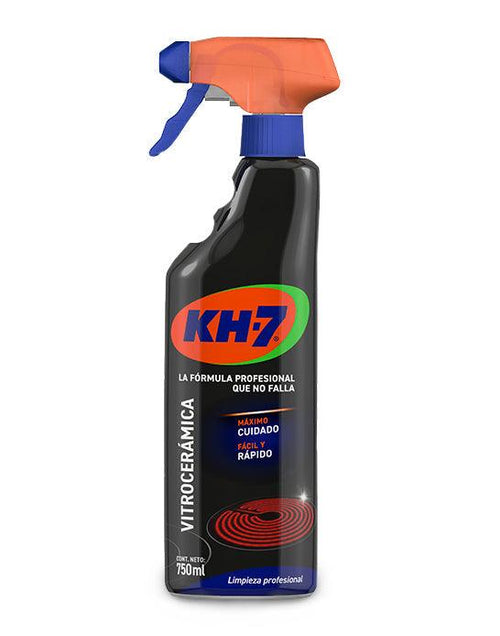 KH-7®
LA FÓRMULA PROFESIONAL
QUE NO FALLA
MÁXIMO
CUIDADO
FÁCIL Y
RÁPIDO
VITROCERÁMICA
CONT. NETO:
750ml
Limpieza profesional